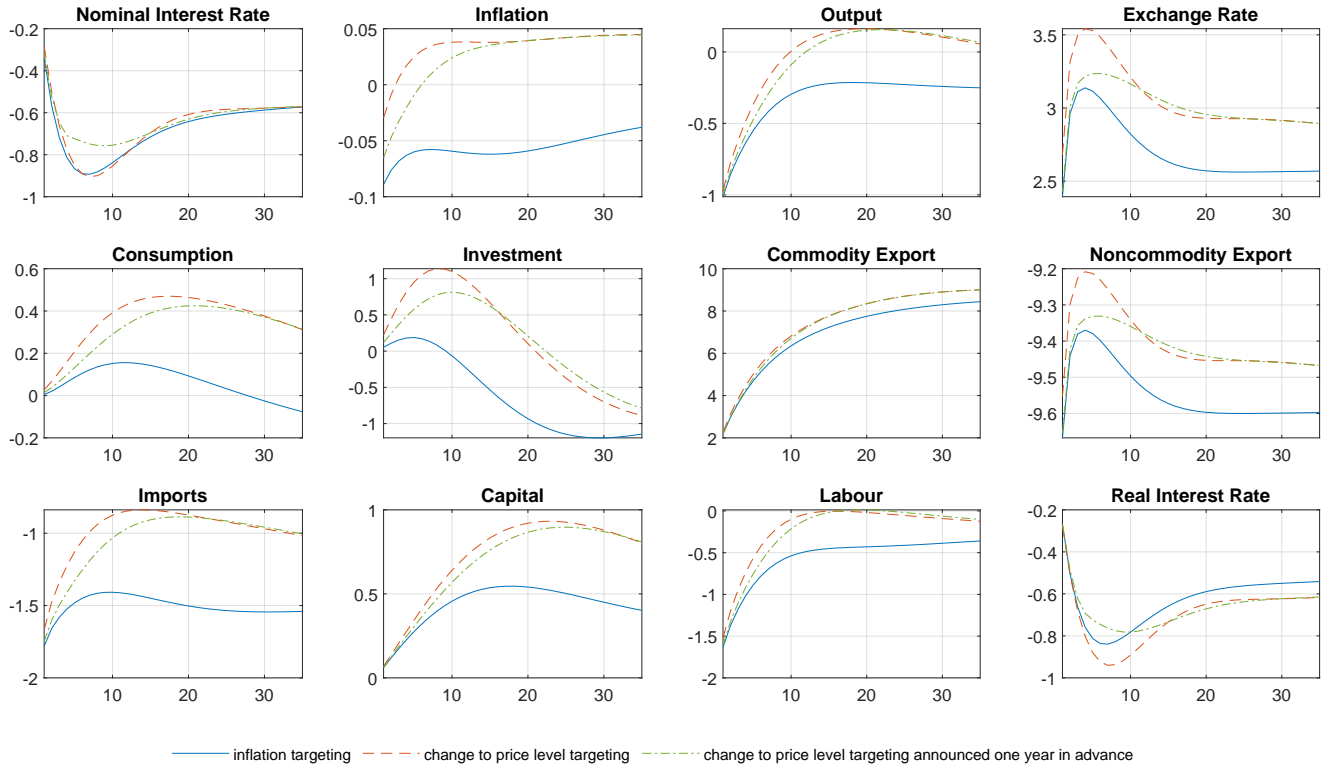 Nominal Interest Rate
-0.2
-0.4
-0.6
-0.8
-1
10 20 30
Inflation
0.05
0
-0.05
-0.1
10 20 30
Output
0
-0.5
-1
10 20 30
Exchange Rate
3.5
3
2.5
10 20 30
Consumption
0.6
0.4
0.2
0
-0.2
10 20 30
Investment
1
0.5
0
-0.5
-1
10 20 30
Commodity Export
10
8
6
4
2
10 20 30
Noncommodity Export
-9.2
-9.3
-9.4
-9.5
-9.6
10 20 30
Imports
-1
-1.5
-2
10 20 30
Capital
1
0.5
0
10 20 30
Labour
0
-0.5
-1
-1.5
-2
10 20 30
Real Interest Rate
-0.2
-0.4
-0.6
-0.8
-1
10 20 30
inflation targeting change to price level targeting change to price level targeting announced one year in advance